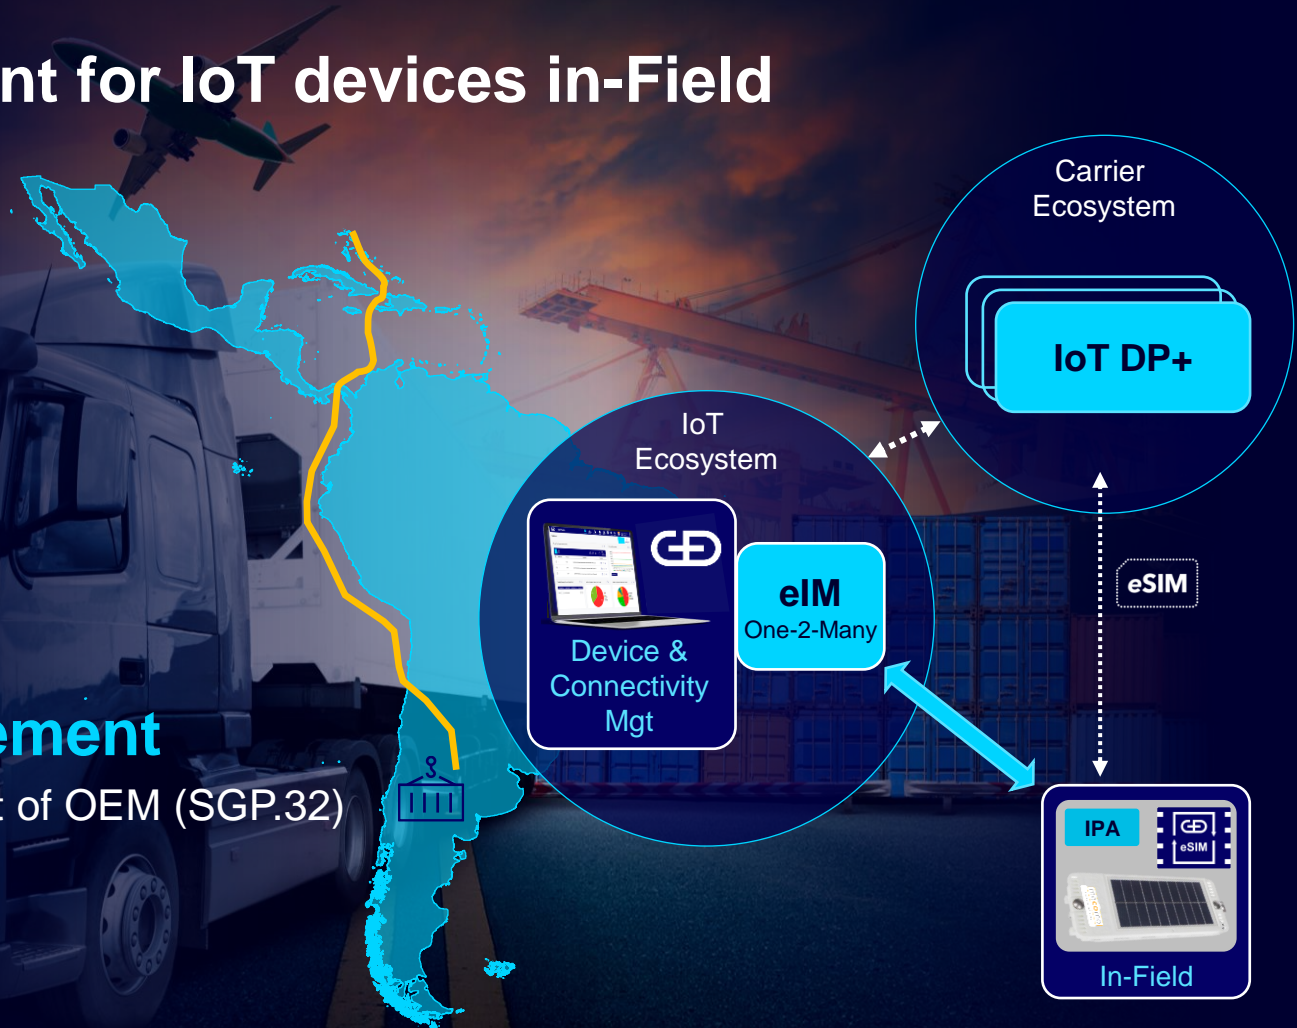 nt for IoT devices in-Field
Carrier
Ecosystem
IoT DP+
IoT
Ecosystem
eIM
One-2-Many
Device &
Connectivity
Mgt
eSIM
ement
t of OEM (SGP.32)
IPA
eSIM
In-Field